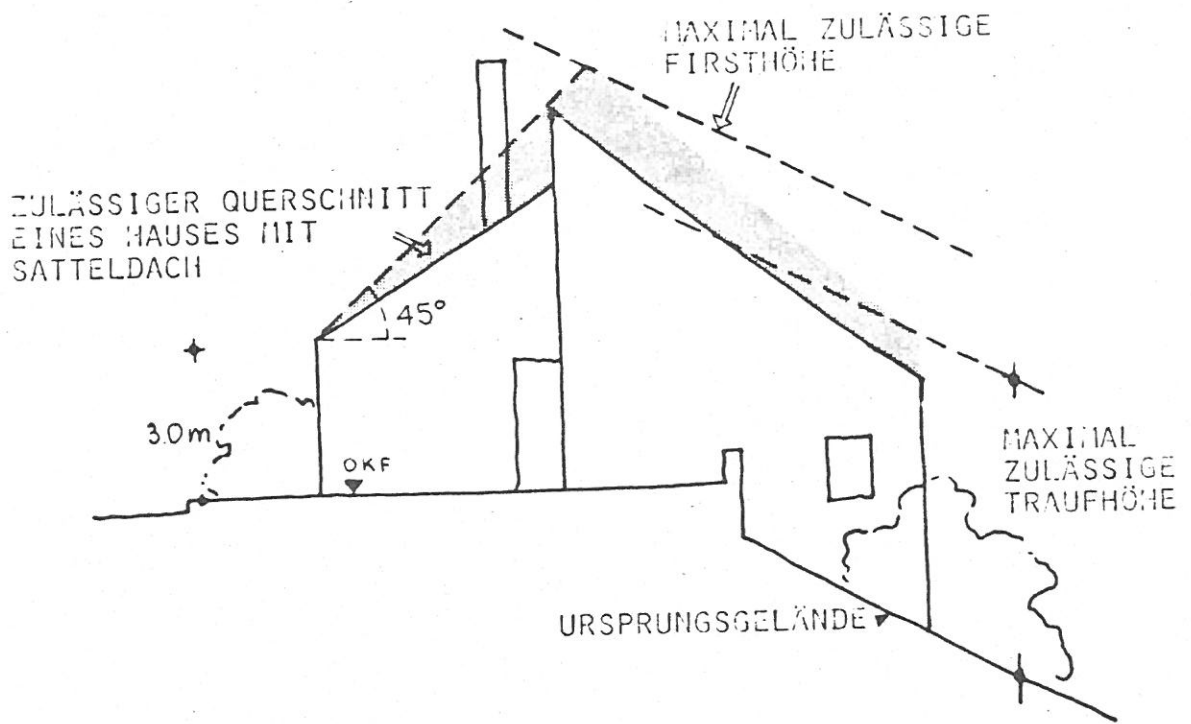 MAXIMAL ZULÄSSIGE
FIRSTHÖHE
ZULÄSSIGER QUERSCHNITT
EINES HAUSES MIT
SATTELDACH
45°
3.0m
OKF
MAXIMAL
ZULÄSSIGE
TRAUFHÖHE
URSPRUNGSGELÄNDE